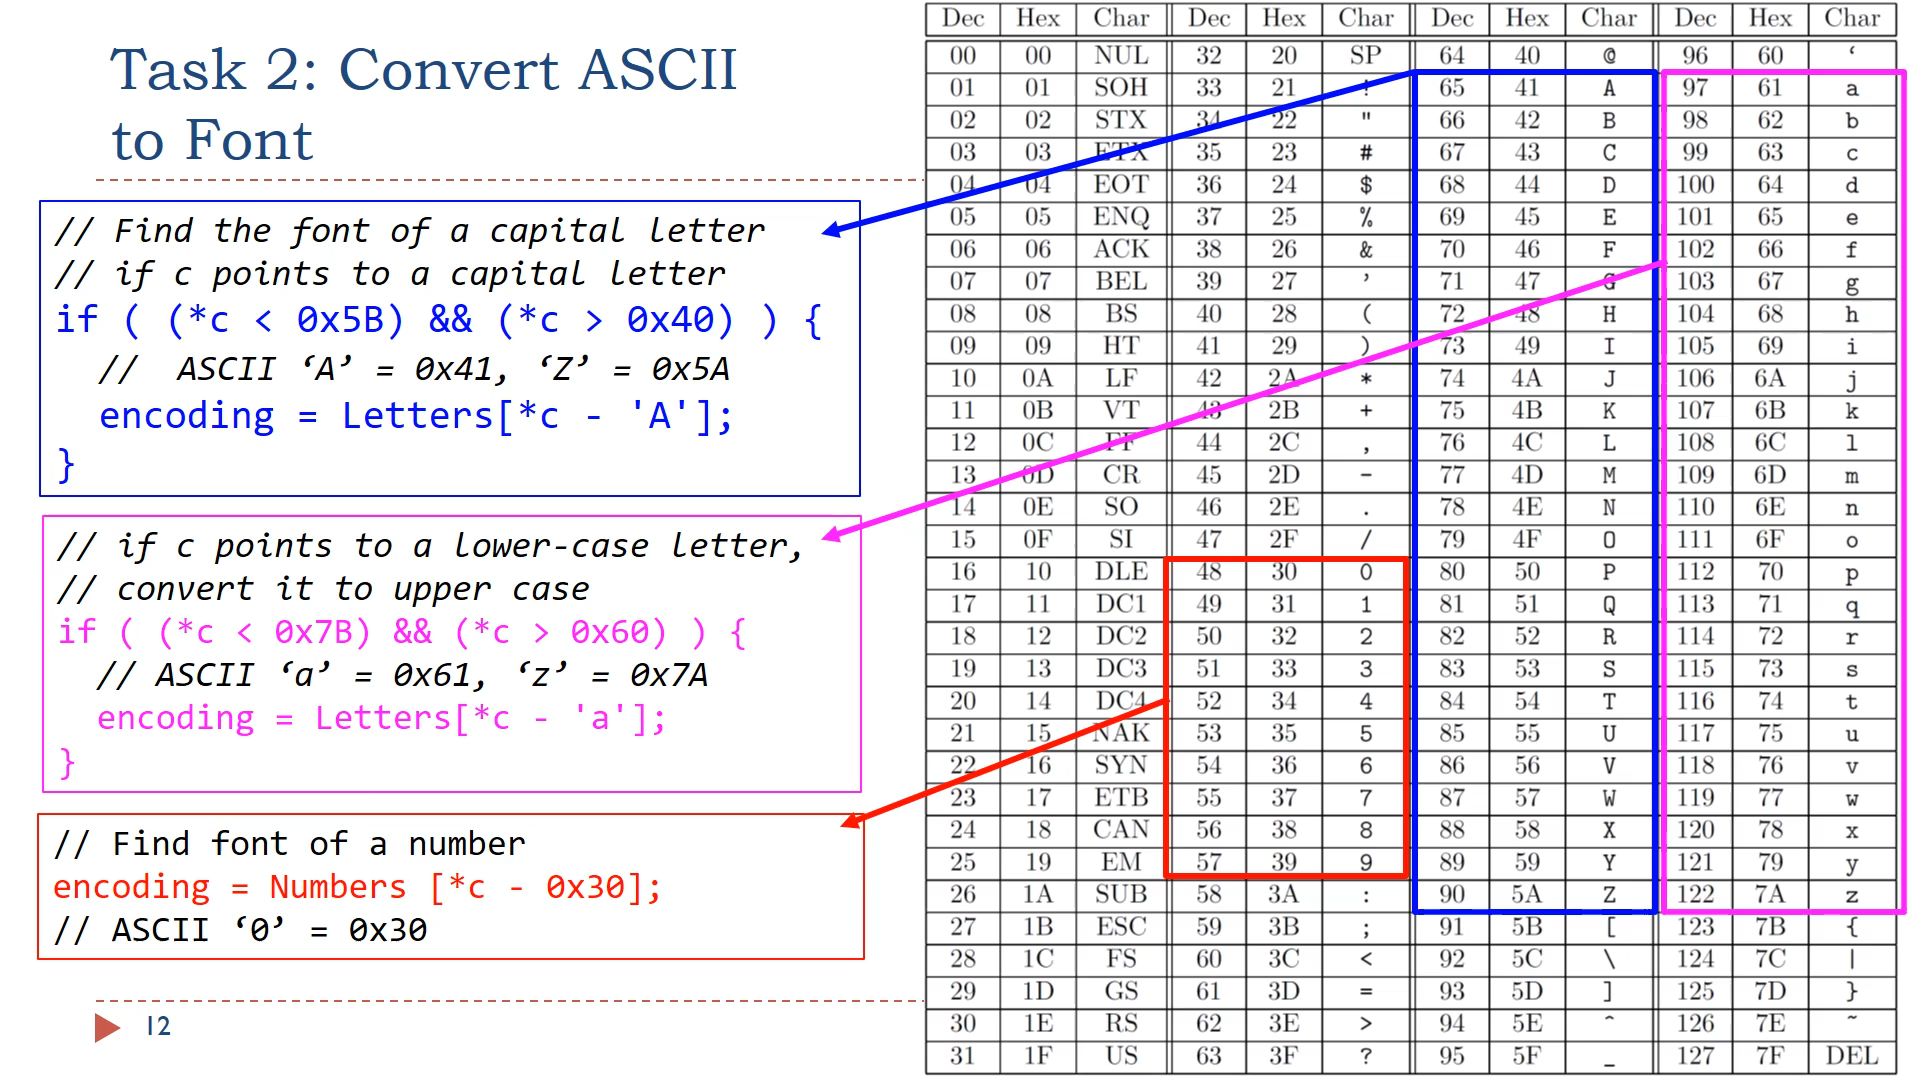 Task 2: Convert ASCII
to Font
// Find the font of a capital letter
// if c points to a capital letter
if ( (*c < 0x5B) && (*c > 0x40) ) {
// ASCII ‘A’ = 0x41, ‘Z’ = 0x5A
encoding = Letters[*c - 'A'];
}
// if c points to a lower-case letter,
// convert it to upper case
if ( (*c < 0x7B) && (*c > 0x60) ) {
// ASCII ‘a’ = 0x61, ‘z’ = 0x7A
encoding = Letters[*c - 'a'];
}
// Find font of a number
encoding = Numbers [*c - 0x30];
// ASCII ‘0’ = 0x30
12
Dec Hex Char Dec Hex Char Dec Hex Char Dec Hex Char
00 00 NUL 32 20 SP 64 40 @ 96 60 ‘
01 01 SOH 33 21 ! 65 41 A 97 61 a
02 02 STX 34 22 " 66 42 B 98 62 b
03 03 ETX 35 23 # 67 43 C 99 63 c
04 04 EOT 36 24 $ 68 44 D 100 64 d
05 05 ENQ 37 25 % 69 45 E 101 65 e
06 06 ACK 38 26 & 70 46 F 102 66 f
07 07 BEL 39 27 ’ 71 47 G 103 67 g
08 08 BS 40 28 ( 72 48 H 104 68 h
09 09 HT 41 29 ) 73 49 I 105 69 i
10 0A LF 42 2A * 74 4A J 106 6A j
11 0B VT 43 2B + 75 4B K 107 6B k
12 0C FF 44 2C , 76 4C L 108 6C l
13 0D CR 45 2D - 77 4D M 109 6D m
14 0E SO 46 2E . 78 4E N 110 6E n
15 0F SI 47 2F / 79 4F O 111 6F o
16 10 DLE 48 30 0 80 50 P 112 70 p
17 11 DC1 49 31 1 81 51 Q 113 71 q
18 12 DC2 50 32 2 82 52 R 114 72 r
19 13 DC3 51 33 3 83 53 S 115 73 s
20 14 DC4 52 34 4 84 54 T 116 74 t
21 15 NAK 53 35 5 85 55 U 117 75 u
22 16 SYN 54 36 6 86 56 V 118 76 v
23 17 ETB 55 37 7 87 57 W 119 77 w
24 18 CAN 56 38 8 88 58 X 120 78 x
25 19 EM 57 39 9 89 59 Y 121 79 y
26 1A SUB 58 3A : 90 5A Z 122 7A z
27 1B ESC 59 3B ; 91 5B [ 123 7B {
28 1C FS 60 3C < 92 5C \ 124 7C |
29 1D GS 61 3D = 93 5D ] 125 7D }
30 1E RS 62 3E > 94 5E ^ 126 7E ~
31 1F US 63 3F ? 95 5F _ 127 7F DEL